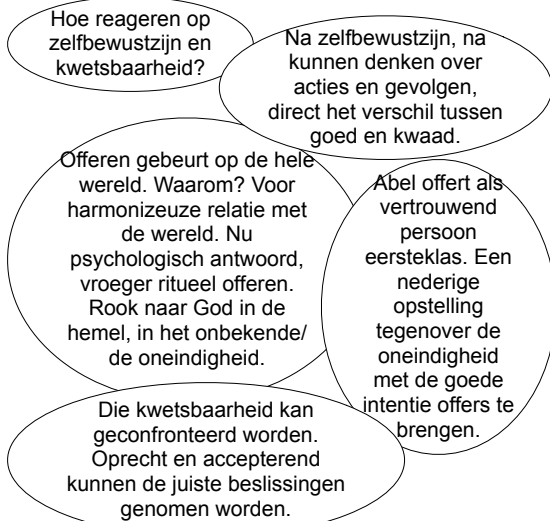 Hoe reageren op
zelfbewustzijn en
kwetsbaarheid?
Na zelfbewustzijn, na
kunnen denken over
acties en gevolgen,
direct het verschil tussen
goed en kwaad.
Offeren gebeurt op de hele
wereld. Waarom? Voor
harmonizeuze relatie met
de wereld. Nu
psychologisch antwoord,
vroeger ritueel offeren.
Rook naar God in de
hemel, in het onbekende/
de oneindigheid.
Abel offert als
vertrouwend
persoon
eersteklas. Een
nederige
opstelling
tegenover de
oneindigheid
met de goede
intentie offers te
brengen.
Die kwetsbaarheid kan
geconfronteerd worden.
Oprecht en accepterend
kunnen de juiste beslissingen
genomen worden.